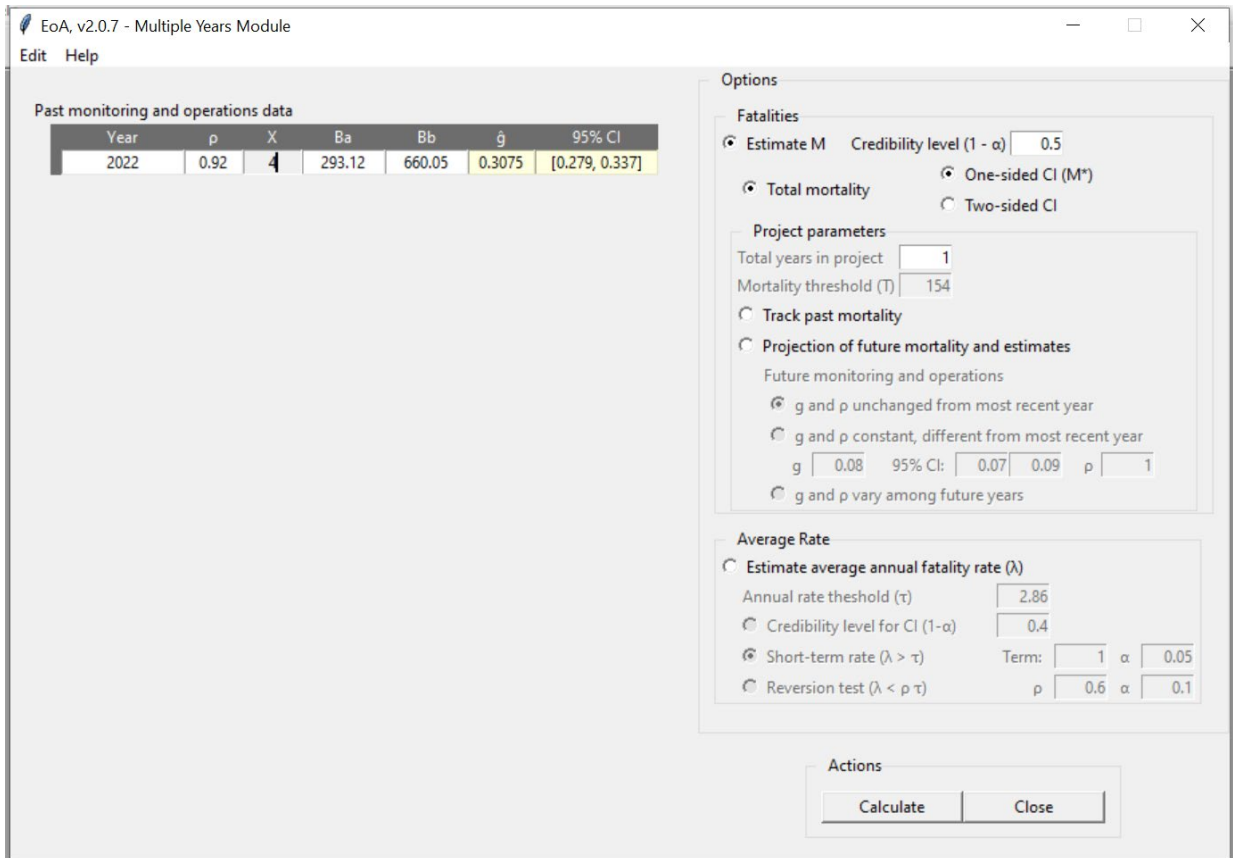 EoA, v2.0.7 - Multiple Years Module
Edit Help
Past monitoring and operations data
Year ρ X Ba Bb ĝ 95% CI
2022 0.92 4 293.12 660.05 0.3075 [0.279, 0.337]
Options
Fatalities
Estimate M Credibility level (1 - α) 0.5
Total mortality
One-sided CI (M*)
Two-sided CI
Project parameters
Total years in project 1
Mortality threshold (T) 154
Track past mortality
Projection of future mortality and estimates
Future monitoring and operations
g and ρ unchanged from most recent year
g and ρ constant, different from most recent year
g 0.08 95% CI: 0.07 0.09 ρ 1
g and ρ vary among future years
Average Rate
Estimate average annual fatality rate (λ)
Annual rate theshold (τ) 2.86
Credibility level for CI (1-α) 0.4
Short-term rate (λ > τ) Term: 1 α 0.05
Reversion test (λ < ρ τ) ρ 0.6 α 0.1
Actions
Calculate Close